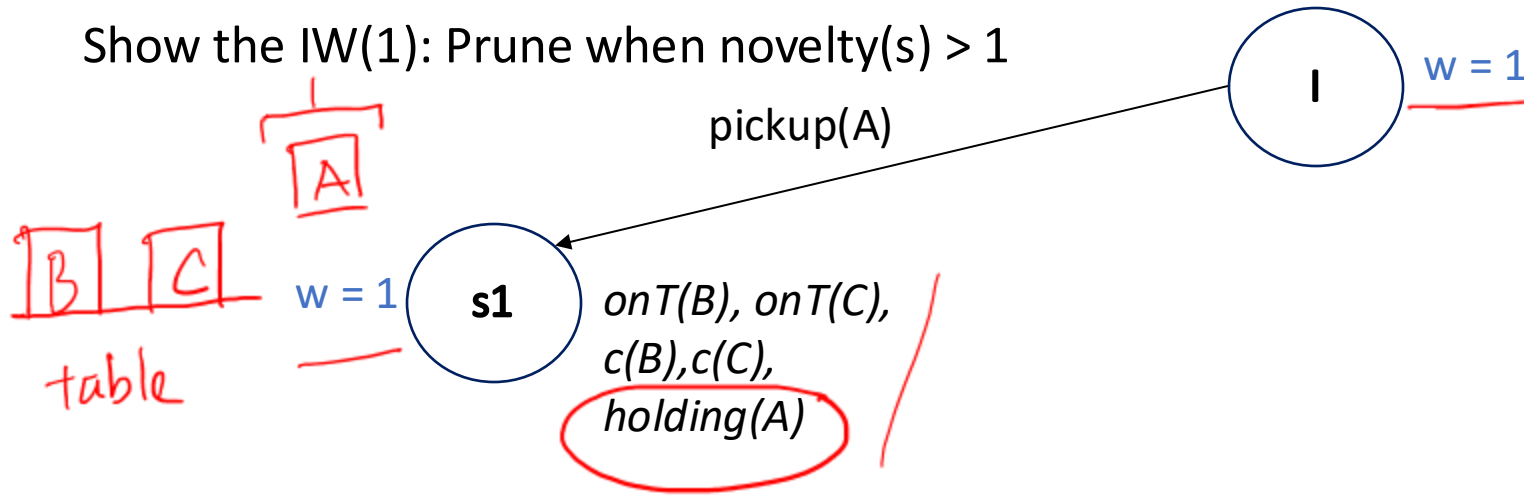 Show the IW(1): Prune when novelty(s) > 1
I
w = 1
pickup(A)
A
B C
table
w = 1
s1
onT(B), onT(C),
c(B),c(C),
holding(A)